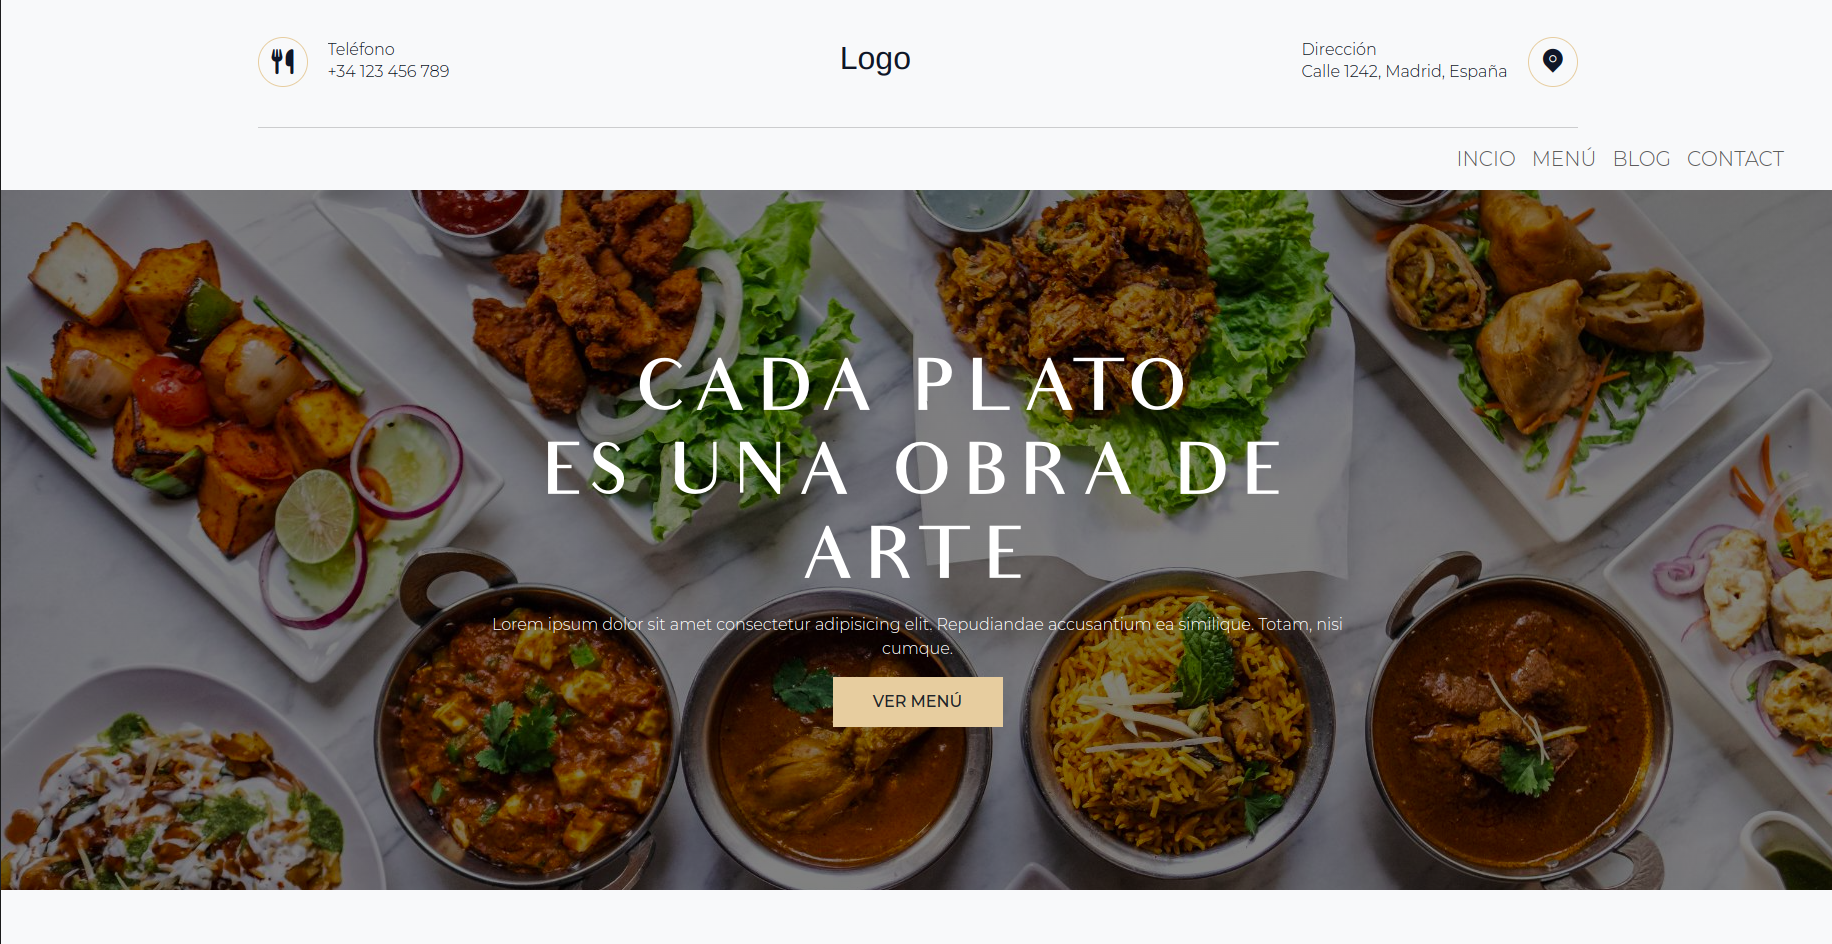 Teléfono
+34 123 456 789
Logo
Dirección
Calle 1242, Madrid, España
INCIO MENÚ BLOG CONTACT
CADA PLATO
ES UNA OBRA DE
ARTE
Lorem ipsum dolor sit amet consectetur adipisicing elit. Repudiandae accusantium ea similique. Totam, nisi
cumque.
VER MENÚ